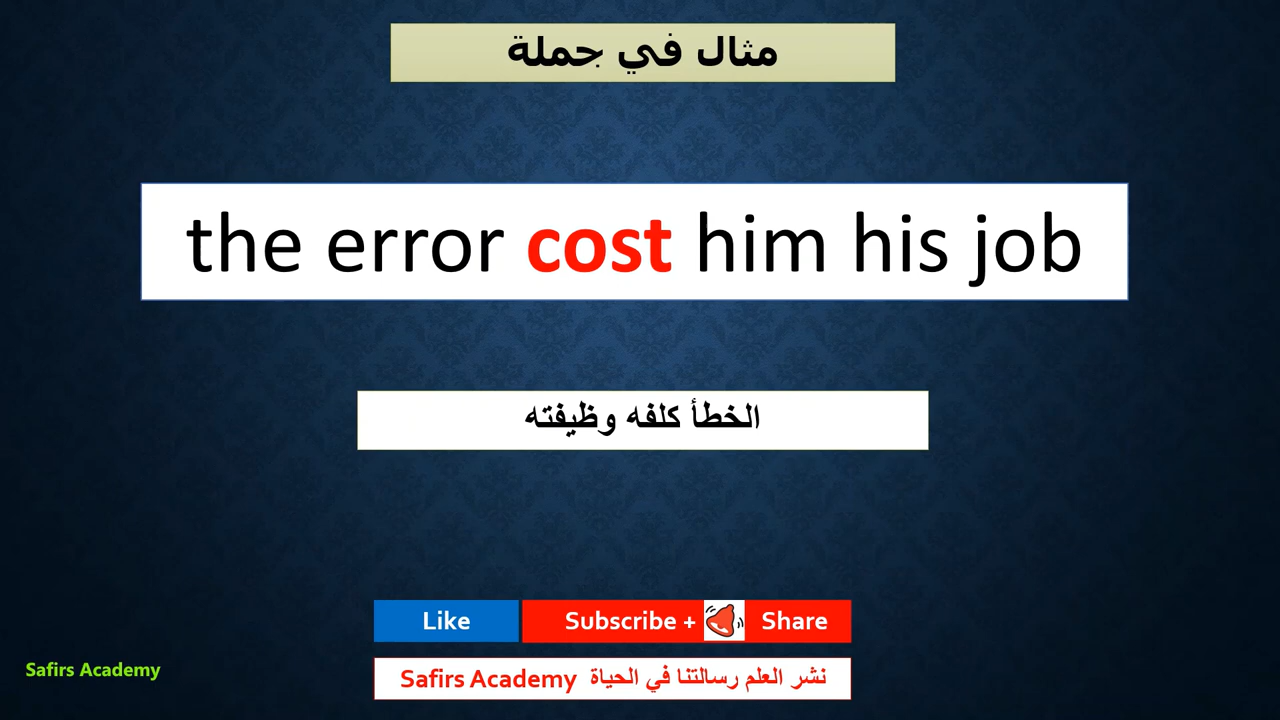 مثال في جملة
the error cost him his job
الخطأ كلفه وظيفته
Like Subscribe + Share
Safirs Academy
نشر العلم رسالتنا في الحياة Safirs Academy